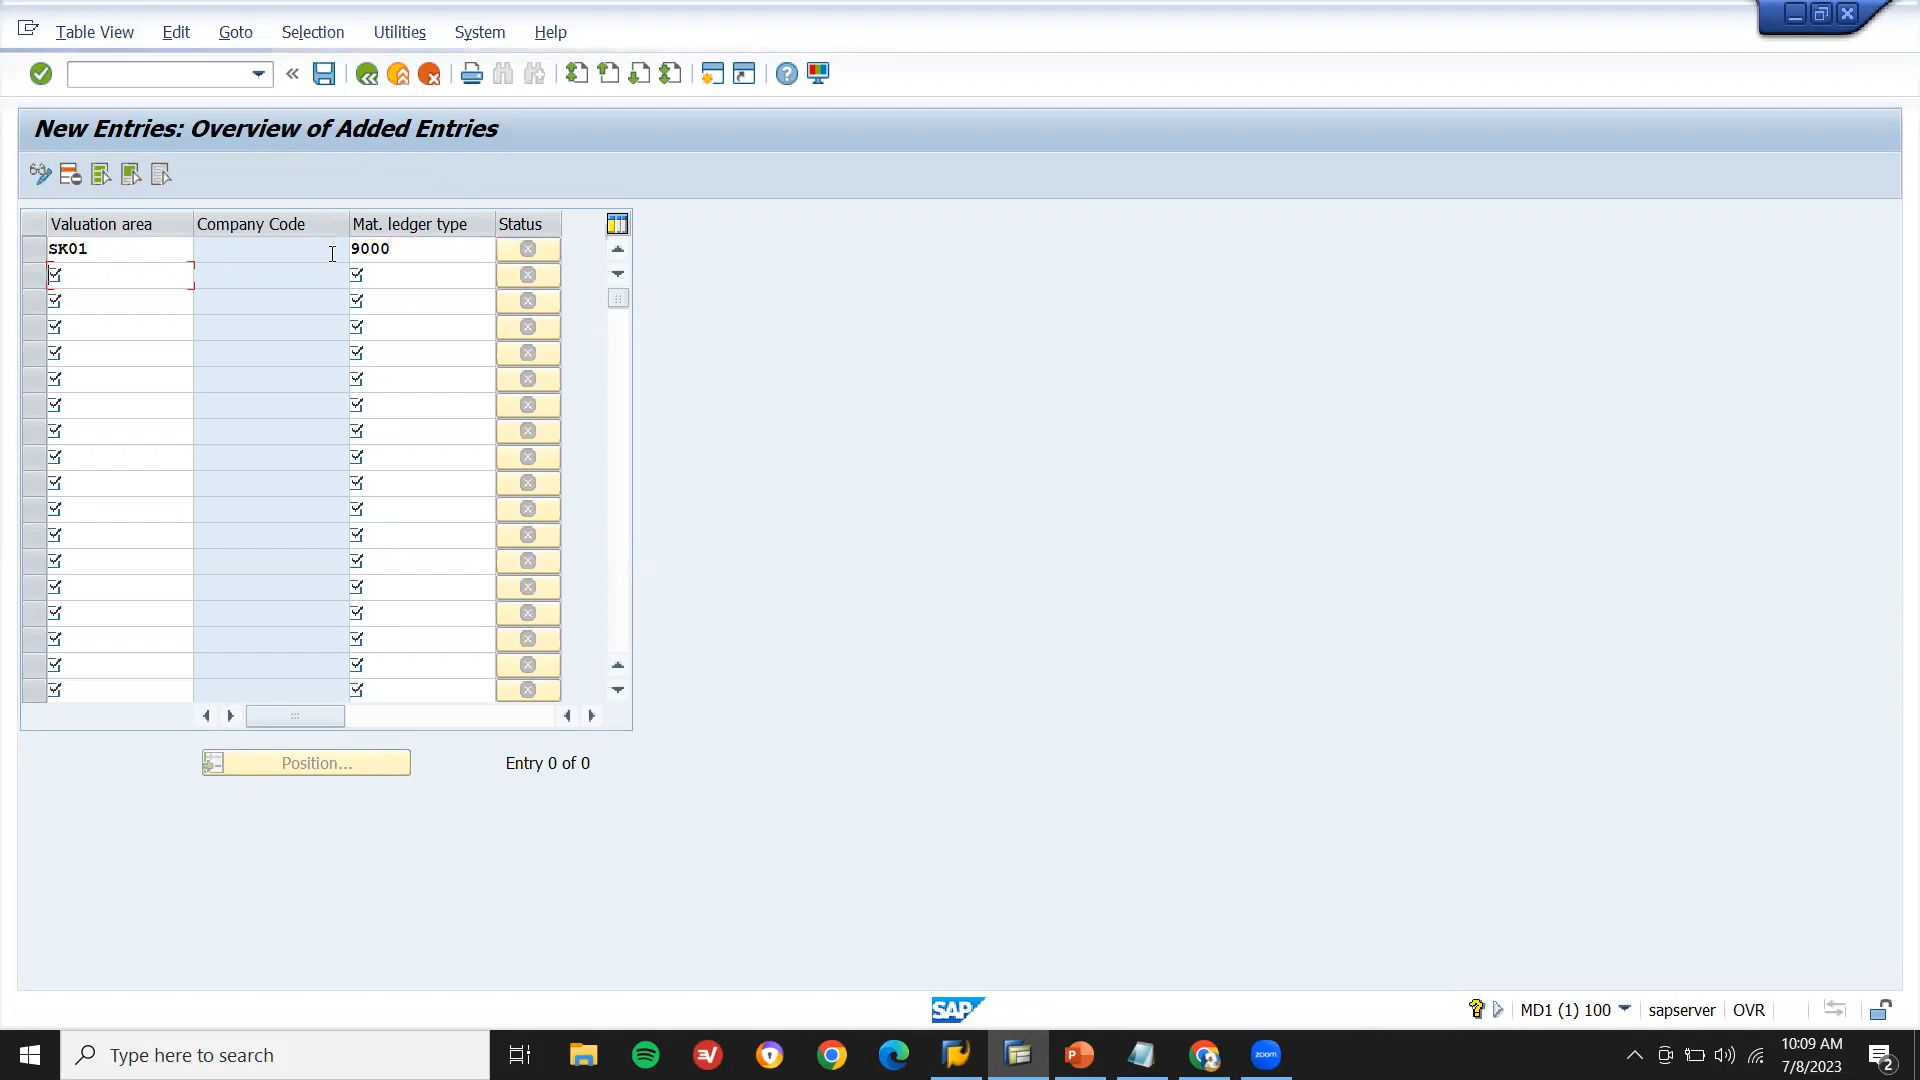 Table View Edit Goto Selection Utilities System Help
New Entries: Overview of Added Entries
Valuation area Company Code Mat. ledger type Status
SK01 9000
Position... Entry 0 of 0
SAP MD1 (1) 100 sapserver OVR
Type here to search
zoom
10:09 AM
7/8/2023
2